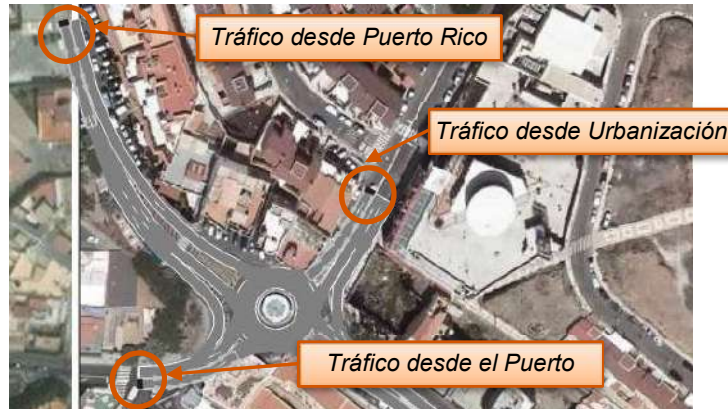 Tráfico desde Puerto Rico
Tráfico desde Urbanización
Tráfico desde el Puerto